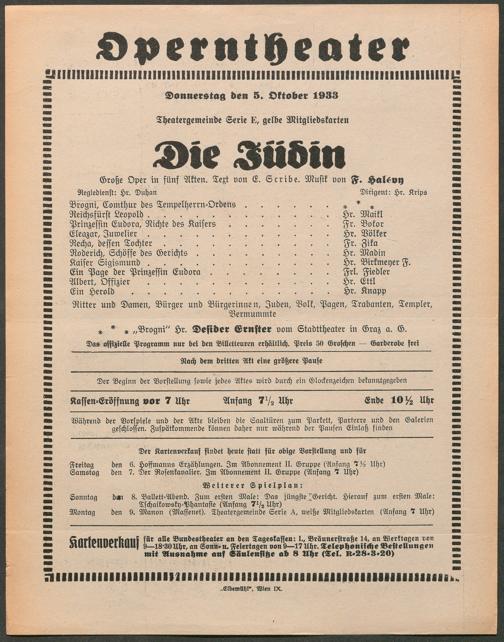 Operntheater
Donnerstag den 5. Oktober 1933
Theatergemeinde Serie E, gelbe Mitgliedskarten
Die Jüdin
Große Oper in fünf Akten. Text von E. Scribe. Musik von F. Halévy
Regiedienst: Hr. Duhan Dirigent: Hr. Krips
Brogni, Comthur des Tempelherrn-Ordens . . . . . . * * *
Reichsfürst Leopold . . . . . . Hr. Maikl
Prinzessin Eudora, Nichte des Kaisers . . . . . . Fr. Bokor
Eleazar, Juwelier . . . . . . Hr. Völker
Recha, dessen Tochter . . . . . . Fr. Zika
Roderich, Schöffe des Gerichts . . . . . . Hr. Madin
Kaiser Sigismund . . . . . . Hr. Birkmeyer F.
Ein Page der Prinzessin Eudora . . . . . . Frl. Fiedler
Albert, Offizier . . . . . . Hr. Ettl
Ein Herold . . . . . . Hr. Knapp
Ritter und Damen, Bürger und Bürgerinnen, Juden, Volk, Pagen, Trabanten, Templer,
Vermummte
* * * „Brogni“ Hr. Desider Ernster vom Stadttheater in Graz a. G.
Das offizielle Programm nur bei den Billetteuren erhältlich. Preis 50 Groschen — Garderobe frei
Nach dem dritten Akt eine größere Pause
Der Beginn der Vorstellung sowie jedes Aktes wird durch ein Glockenzeichen bekanntgegeben
Kassen-Eröffnung vor 7 Uhr Anfang 7 1/2 Uhr Ende 10 1/2 Uhr
Während der Vorspiele und der Akte bleiben die Saaltüren zum Parkett, Parterre und den Galerien
geschlossen. Zuspätkommende können daher nur während der Pausen Einlaß finden
Der Kartenverkauf findet heute statt für obige Vorstellung und für
Freitag den 6. Hoffmanns Erzählungen. Im Abonnement II. Gruppe (Anfang 7 1/2 Uhr)
Samstag den 7. Der Rosenkavalier. Im Abonnement II. Gruppe (Anfang 7 Uhr)
Weiterer Spielplan:
Sonntag den 8. Ballett-Abend. Zum ersten Male: Das jüngste Gericht. Hierauf zum ersten Male:
Tschaikowsky-Phantasie (Anfang 7 1/2 Uhr)
Montag den 9. Manon (Massenet). Theatergemeinde Serie A, weiße Mitgliedskarten (Anfang 7 Uhr)
Kartenverkauf für alle Bundestheater an den Tageskassen: I., Bräunerstraße 14, an Werktagen von
9—18·30 Uhr, an Sonn- u. Feiertagen von 9—17 Uhr. Telephonische Bestellungen
mit Ausnahme auf Säulensitze ab 8 Uhr (Tel. R-28-3-20)
„Elbemühl“, Wien IX.